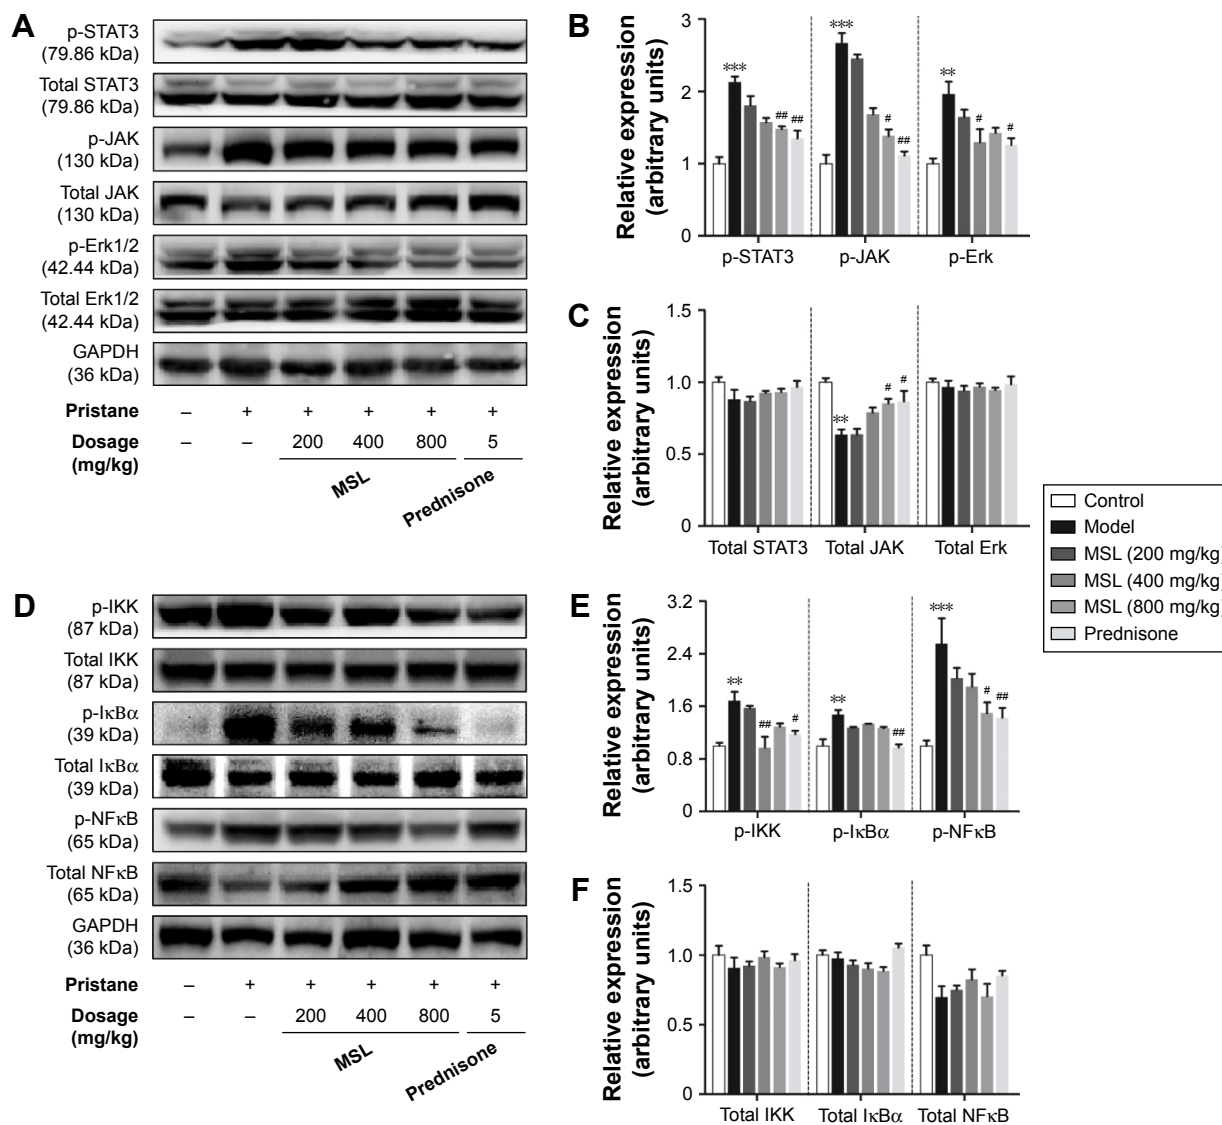 A
p-STAT3
(79.86 kDa)
Total STAT3
(79.86 kDa)
p-JAK
(130 kDa)
Total JAK
(130 kDa)
p-Erk1/2
(42.44 kDa)
Total Erk1/2
(42.44 kDa)
GAPDH
(36 kDa)
Pristane – + + + + +
Dosage – – 200 400 800 5
(mg/kg)
MSL
Prednisone
B
Relative expression
(arbitrary units)
3
2
1
0
*** *** **
## ## # ## # #
p-STAT3 p-JAK p-Erk
C
Relative expression
(arbitrary units)
1.5
1.0
0.5
0
** # #
Total STAT3 Total JAK Total Erk
Control
Model
MSL (200 mg/kg)
MSL (400 mg/kg)
MSL (800 mg/kg)
Prednisone
D
p-IKK
(87 kDa)
Total IKK
(87 kDa)
p-IκBα
(39 kDa)
Total IκBα
(39 kDa)
p-NFκB
(65 kDa)
Total NFκB
(65 kDa)
GAPDH
(36 kDa)
Pristane – + + + + +
Dosage – – 200 400 800 5
(mg/kg)
MSL
Prednisone
E
Relative expression
(arbitrary units)
3.2
2.4
1.6
0.8
0
** ** ***
## # ## # ##
p-IKK p-IκBα p-NFκB
F
Relative expression
(arbitrary units)
1.5
1.0
0.5
0
Total IKK Total IκBα Total NFκB